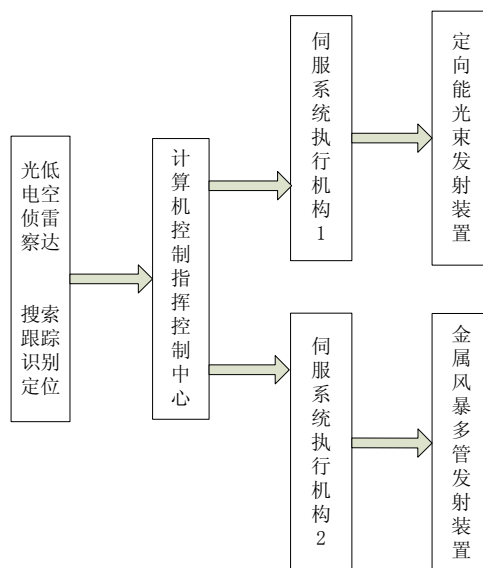 光电侦察
低空雷达
搜索
跟踪
识别
定位
计算机控制指挥控制中心
伺服系统执行机构1
定向能光束发射装置
伺服系统执行机构2
金属风暴多管发射装置